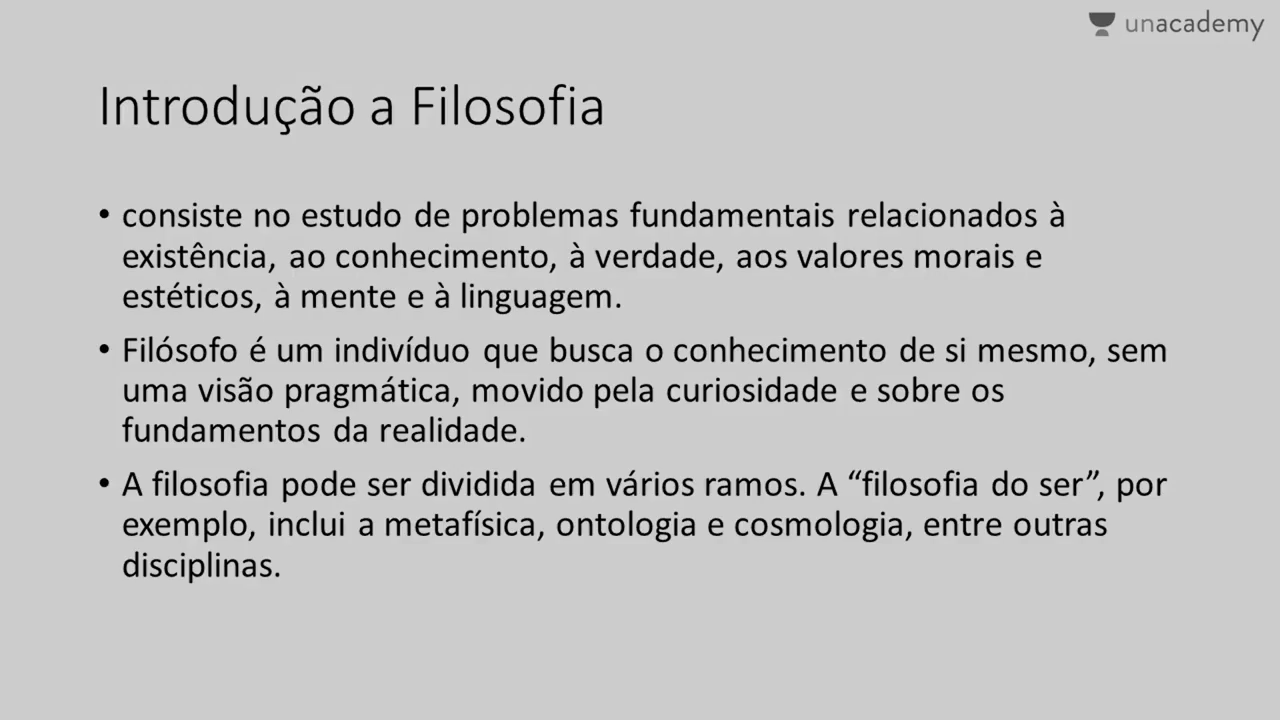 unacademy
Introdução a Filosofia
• consiste no estudo de problemas fundamentais relacionados à
existência, ao conhecimento, à verdade, aos valores morais e
estéticos, à mente e à linguagem.
• Filósofo é um indivíduo que busca o conhecimento de si mesmo, sem
uma visão pragmática, movido pela curiosidade e sobre os
fundamentos da realidade.
• A filosofia pode ser dividida em vários ramos. A “filosofia do ser”, por
exemplo, inclui a metafísica, ontologia e cosmologia, entre outras
disciplinas.